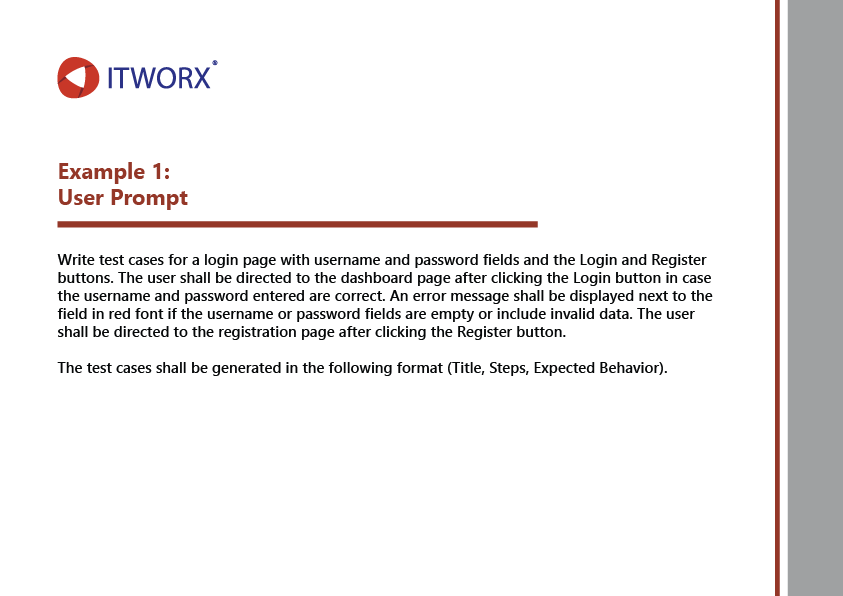 ITWORX®
Example 1:
User Prompt
Write test cases for a login page with username and password fields and the Login and Register
buttons. The user shall be directed to the dashboard page after clicking the Login button in case
the username and password entered are correct. An error message shall be displayed next to the
field in red font if the username or password fields are empty or include invalid data. The user
shall be directed to the registration page after clicking the Register button.
The test cases shall be generated in the following format (Title, Steps, Expected Behavior).